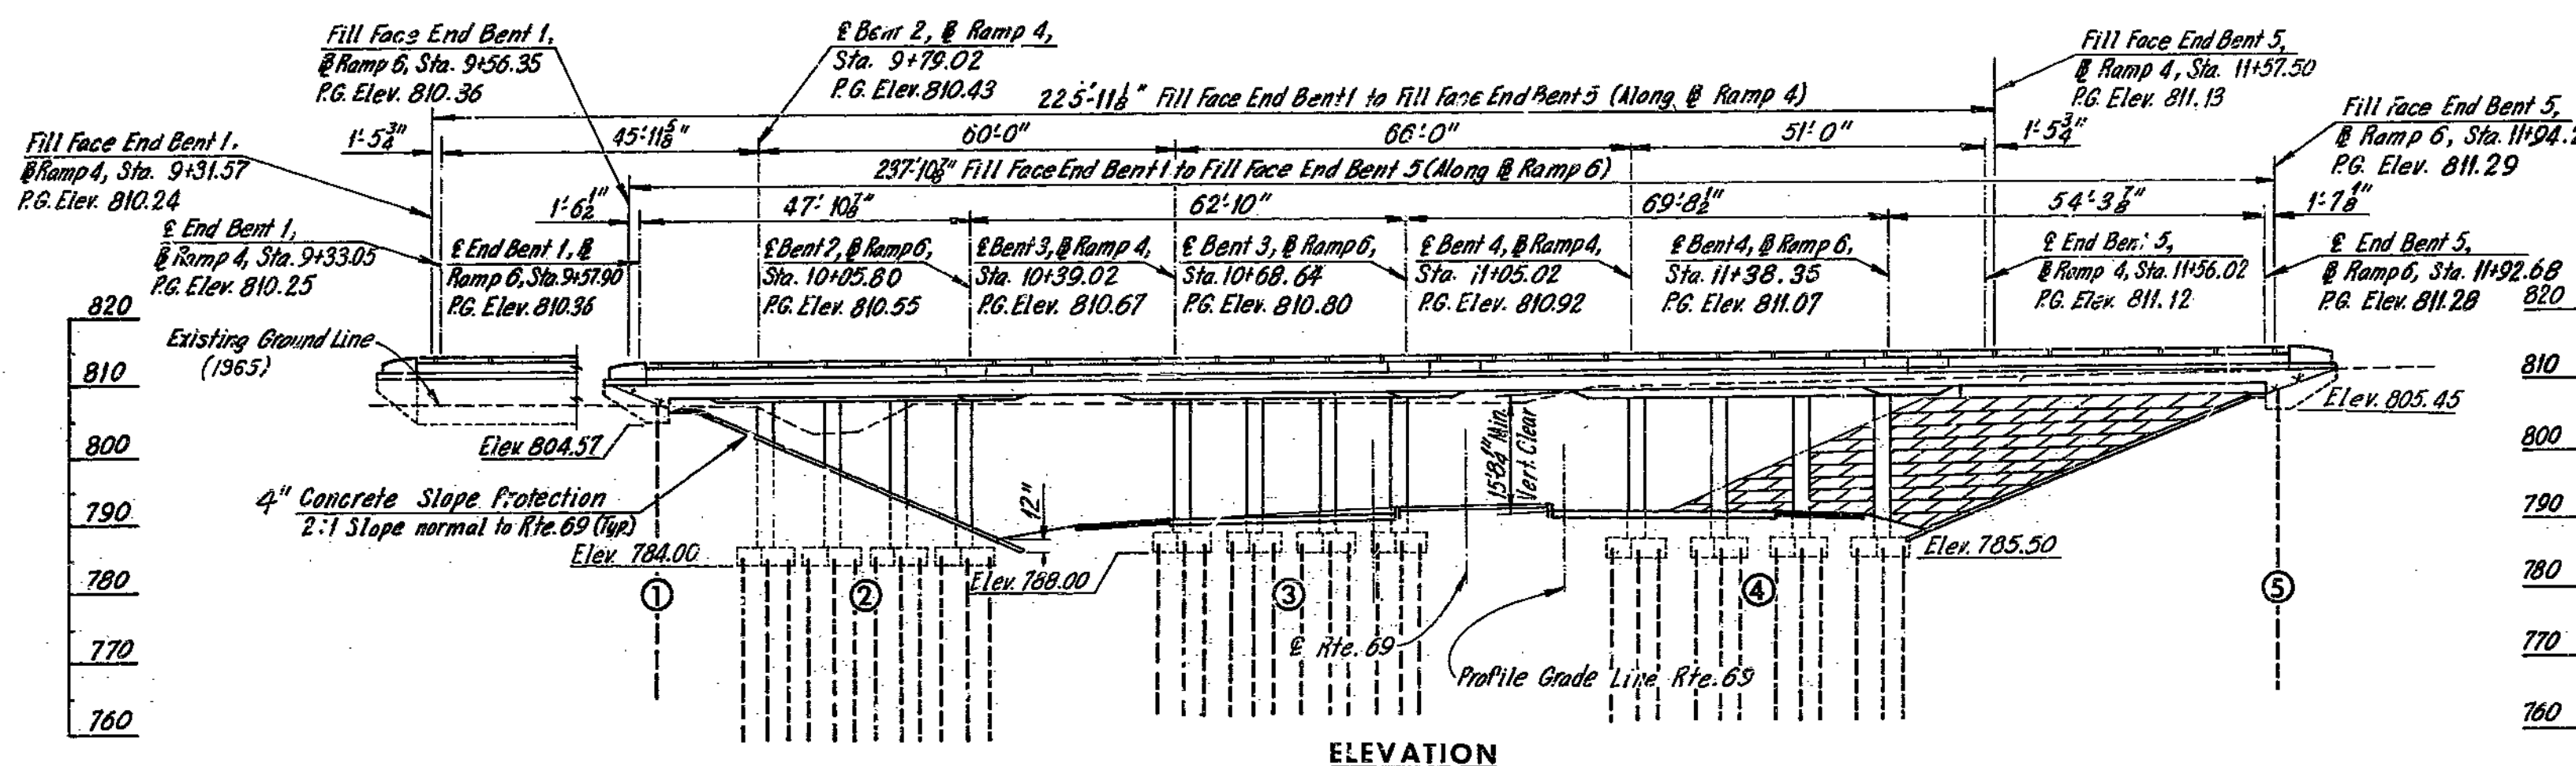 Fill Face End Bent 1,
℄ Bent 2, ⅊ Ramp 4,
Fill Face End Bent 5,
Ramp 6, Sta. 9+56.35
Sta. 9+79.02
Ramp 4, Sta. 11+57.50
P.G. Elev. 810.36
P.G. Elev. 810.43
P.G. Elev. 811.13
225'-11⅛" Fill Face End Bent 1 to Fill Face End Bent 5 (Along ⅊ Ramp 4)
Fill Face End Bent 5,
Ramp 6, Sta. 11+94.2
P.G. Elev. 811.29
Fill Face End Bent 1,
Ramp 4, Sta. 9+31.57
P.G. Elev. 810.24
1'-5¾"
45'-11⅝"
60'-0"
66'-0"
51'-0"
1'-5¾"
237'-10⅞" Fill Face End Bent 1 to Fill Face End Bent 5 (Along ⅊ Ramp 6)
1'-6½"
47'-10⅞"
62'-10"
69'-8½"
54'-3⅞"
1'-7⅛"
℄ End Bent 1,
Ramp 4, Sta. 9+33.05
P.G. Elev. 810.25
℄ End Bent 1, ⅊
Ramp 6, Sta. 9+57.90
P.G. Elev. 810.36
℄ Bent 2, ⅊ Ramp 6,
Sta. 10+05.80
P.G. Elev. 810.55
℄ Bent 3, ⅊ Ramp 4,
Sta. 10+39.02
P.G. Elev. 810.67
℄ Bent 3, ⅊ Ramp 6,
Sta. 10+68.64
P.G. Elev. 810.80
℄ Bent 4, ⅊ Ramp 4,
Sta. 11+05.02
P.G. Elev. 810.92
℄ Bent 4, ⅊ Ramp 6,
Sta. 11+38.35
P.G. Elev. 811.07
℄ End Bent 5,
Ramp 4, Sta. 11+56.02
P.G. Elev. 811.12
℄ End Bent 5,
Ramp 6, Sta. 11+92.68
P.G. Elev. 811.28
820
810
800
790
780
770
760
820
810
800
790
780
770
760
Existing Ground Line
(1965)
Elev. 804.57
Elev. 805.45
4" Concrete Slope Protection
2:1 Slope normal to Rte. 69 (Typ.)
12"
15'-8¼" Min.
Vert. Clear
Elev. 784.00
Elev. 788.00
Elev. 785.50
1
2
3
4
5
℄ Rte. 69
Profile Grade Line Rte. 69
ELEVATION